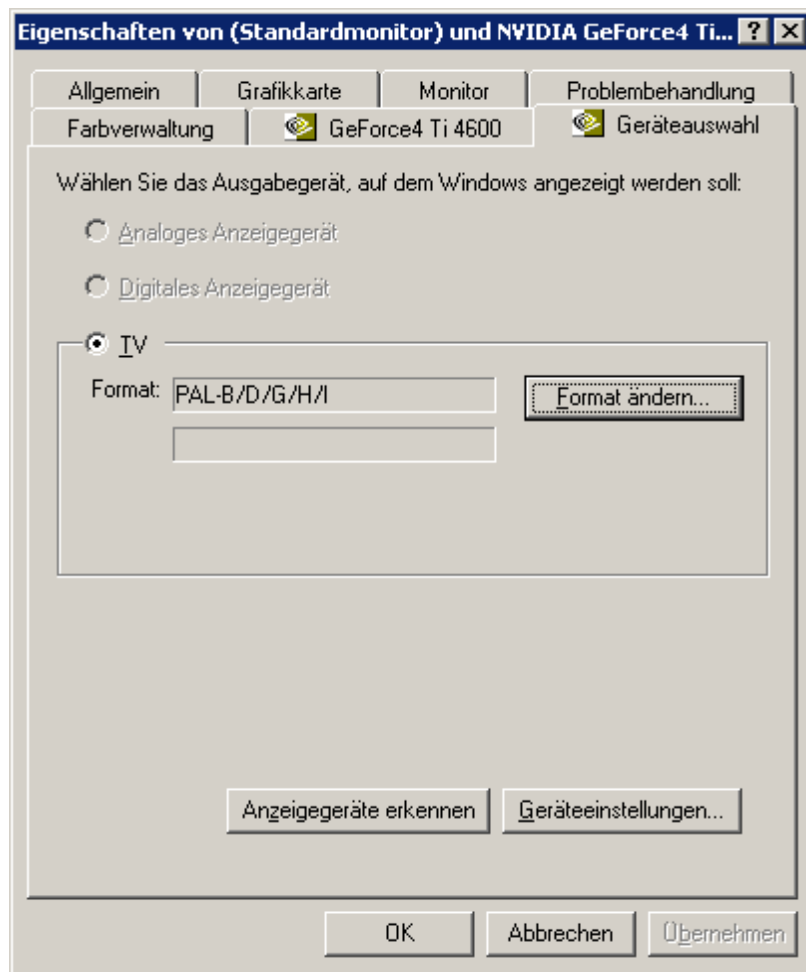 Eigenschaften von (Standardmonitor) und NVIDIA GeForce4 Ti...
Allgemein Grafikkarte Monitor Problembehandlung
Farbverwaltung GeForce4 Ti 4600 Geräteauswahl
Wählen Sie das Ausgabegerät, auf dem Windows angezeigt werden soll:
Analoges Anzeigegerät
Digitales Anzeigegerät
TV
Format: PAL-B/D/G/H/I Format ändern...
Anzeigegeräte erkennen Geräteeinstellungen...
OK Abbrechen Übernehmen